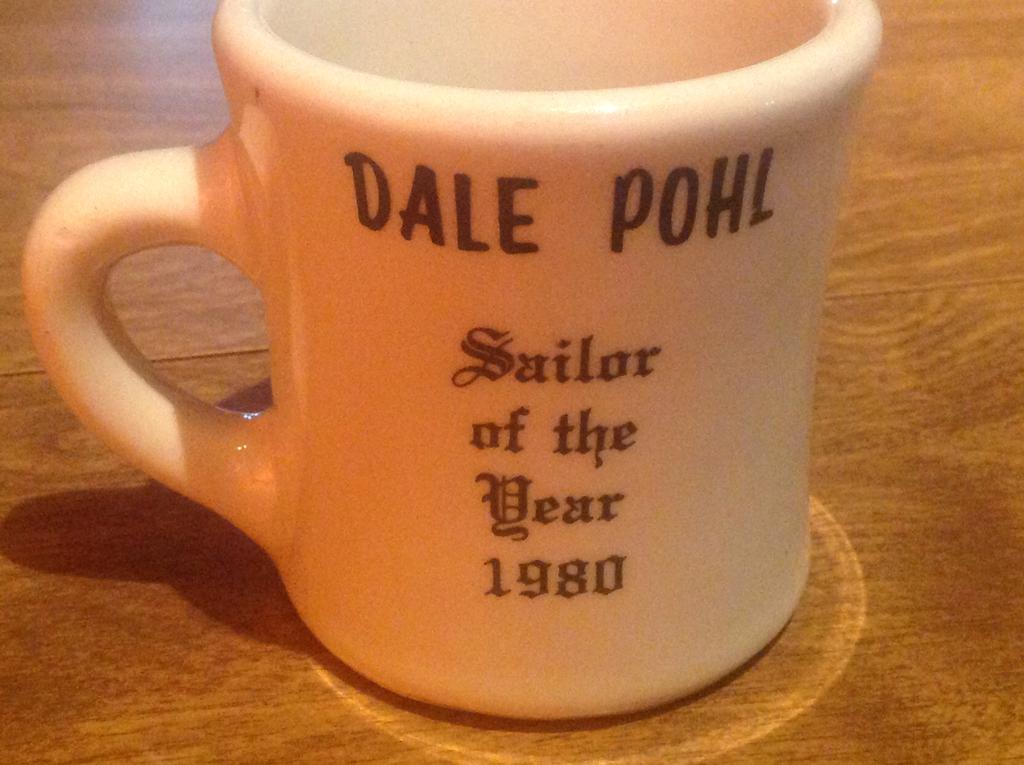 DALE POHL
Sailor
of the
Year
1980